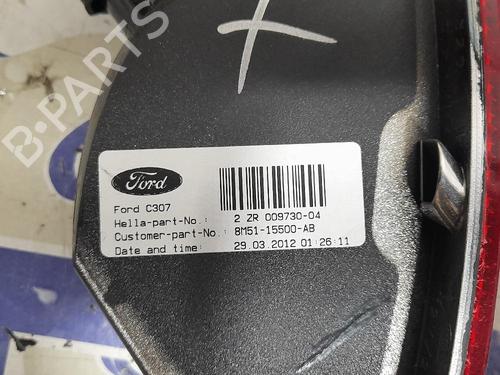 X
B-PARTS
Ford
Ford C307
Hella-part-No.: 2 ZR 009730-04
Customer-part-No.: 8M51-15500-AB
Date and time: 29.03.2012 01:26:11